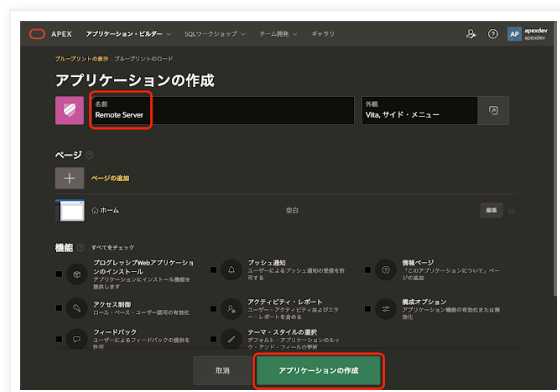 APEX アプリケーション・ビルダー SQLワークショップ チーム開発 ギャラリ AP apexdev
apexdev
ブループリントの表示 ブループリントのロード
アプリケーションの作成
名前
Remote Server
外観
Vita, サイド・メニュー
ページ
ページの追加
ホーム 空白 編集
機能 すべてをチェック
プログレッシブWebアプリケーションのインストール
アプリケーションにインストール機能を提供します
プッシュ通知
ユーザーによるプッシュ通知の受信を許可する
情報ページ
「このアプリケーションについて」ページの追加
アクセス制御
ロール・ベース・ユーザー認可の有効化
アクティビティ・レポート
ユーザー・アクティビティおよびエラー・レポートを含める
構成オプション
アプリケーション機能の有効化または無効化
フィードバック
ユーザーによるフィードバックの提供を許可
テーマ・スタイルの選択
デフォルト・アプリケーションのルック・アンド・フィールの更新
取消
アプリケーションの作成